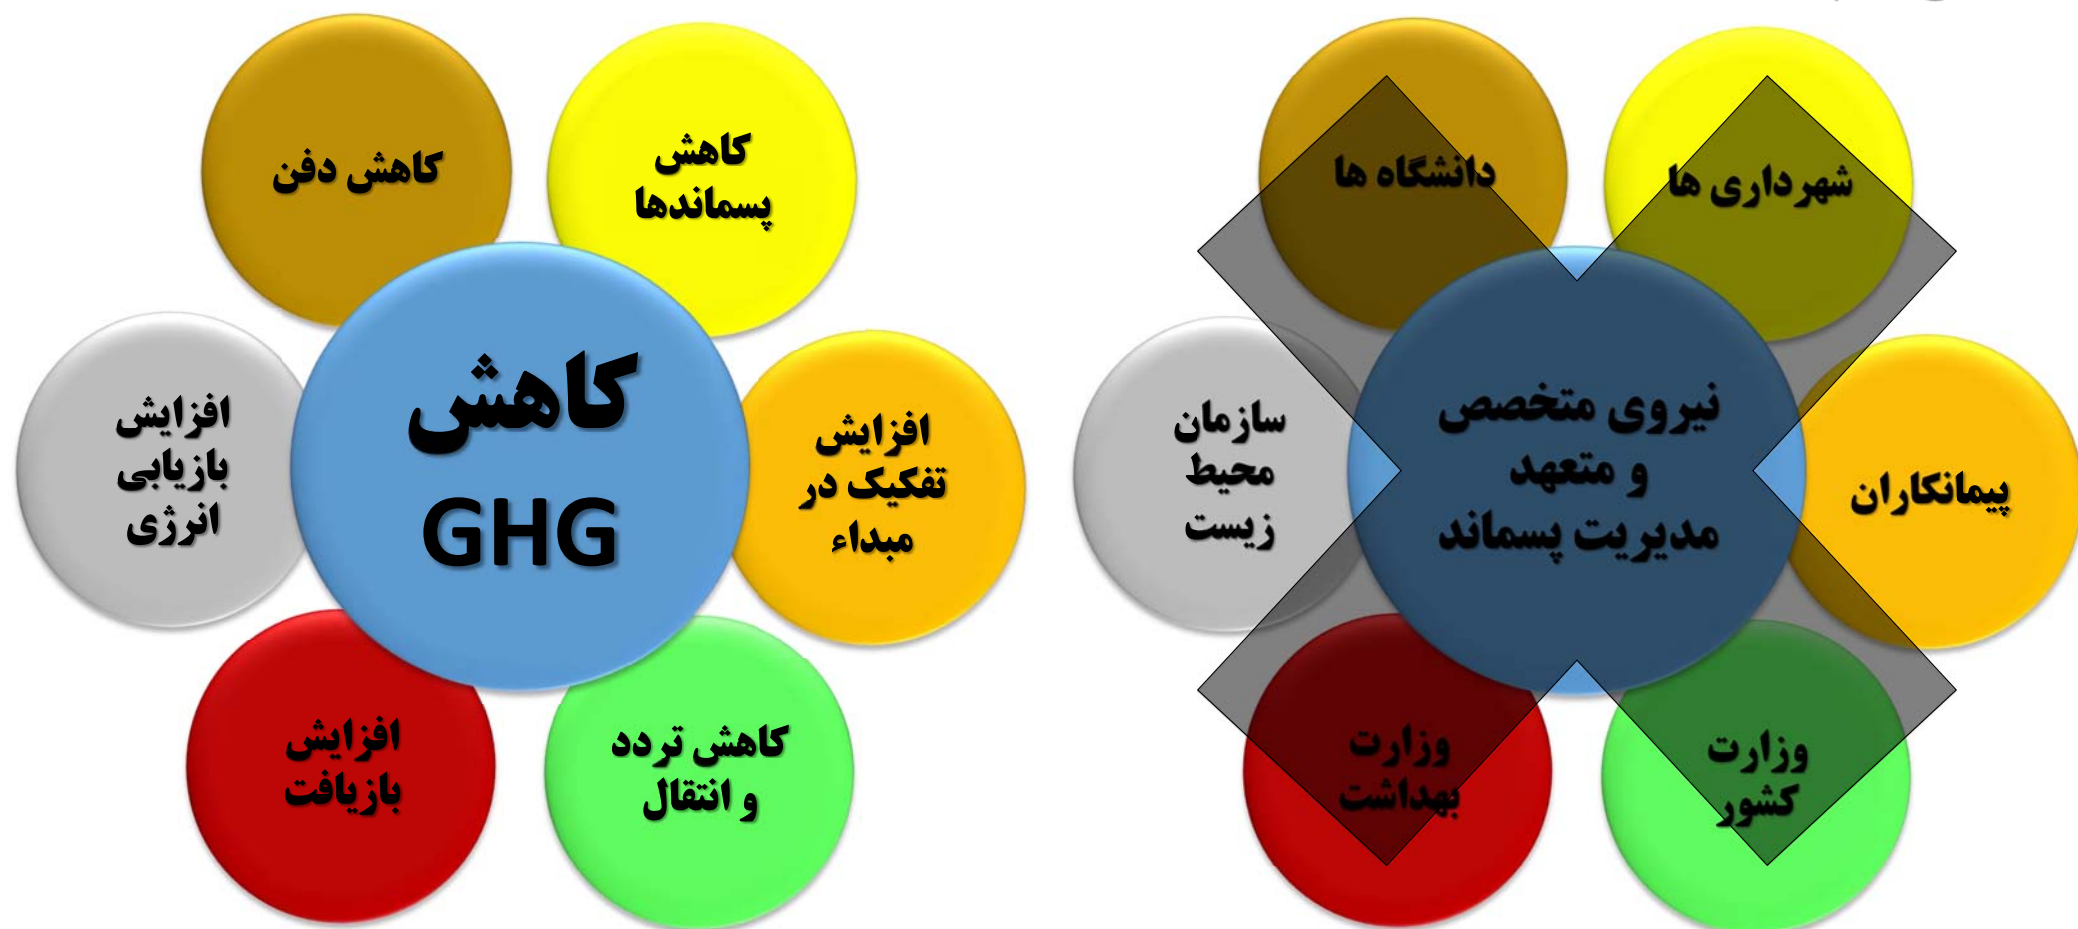 شهرداری ها
دانشگاه ها
پیمانکاران
نیروی متخصص
و متعهد
مدیریت پسماند
سازمان
محیط
زیست
وزارت
کشور
وزارت
بهداشت
کاهش
پسماندها
کاهش دفن
افزایش
تفکیک در
مبداء
کاهش
GHG
افزایش
بازیابی
انرژی
کاهش تردد
و انتقال
افزایش
بازیافت